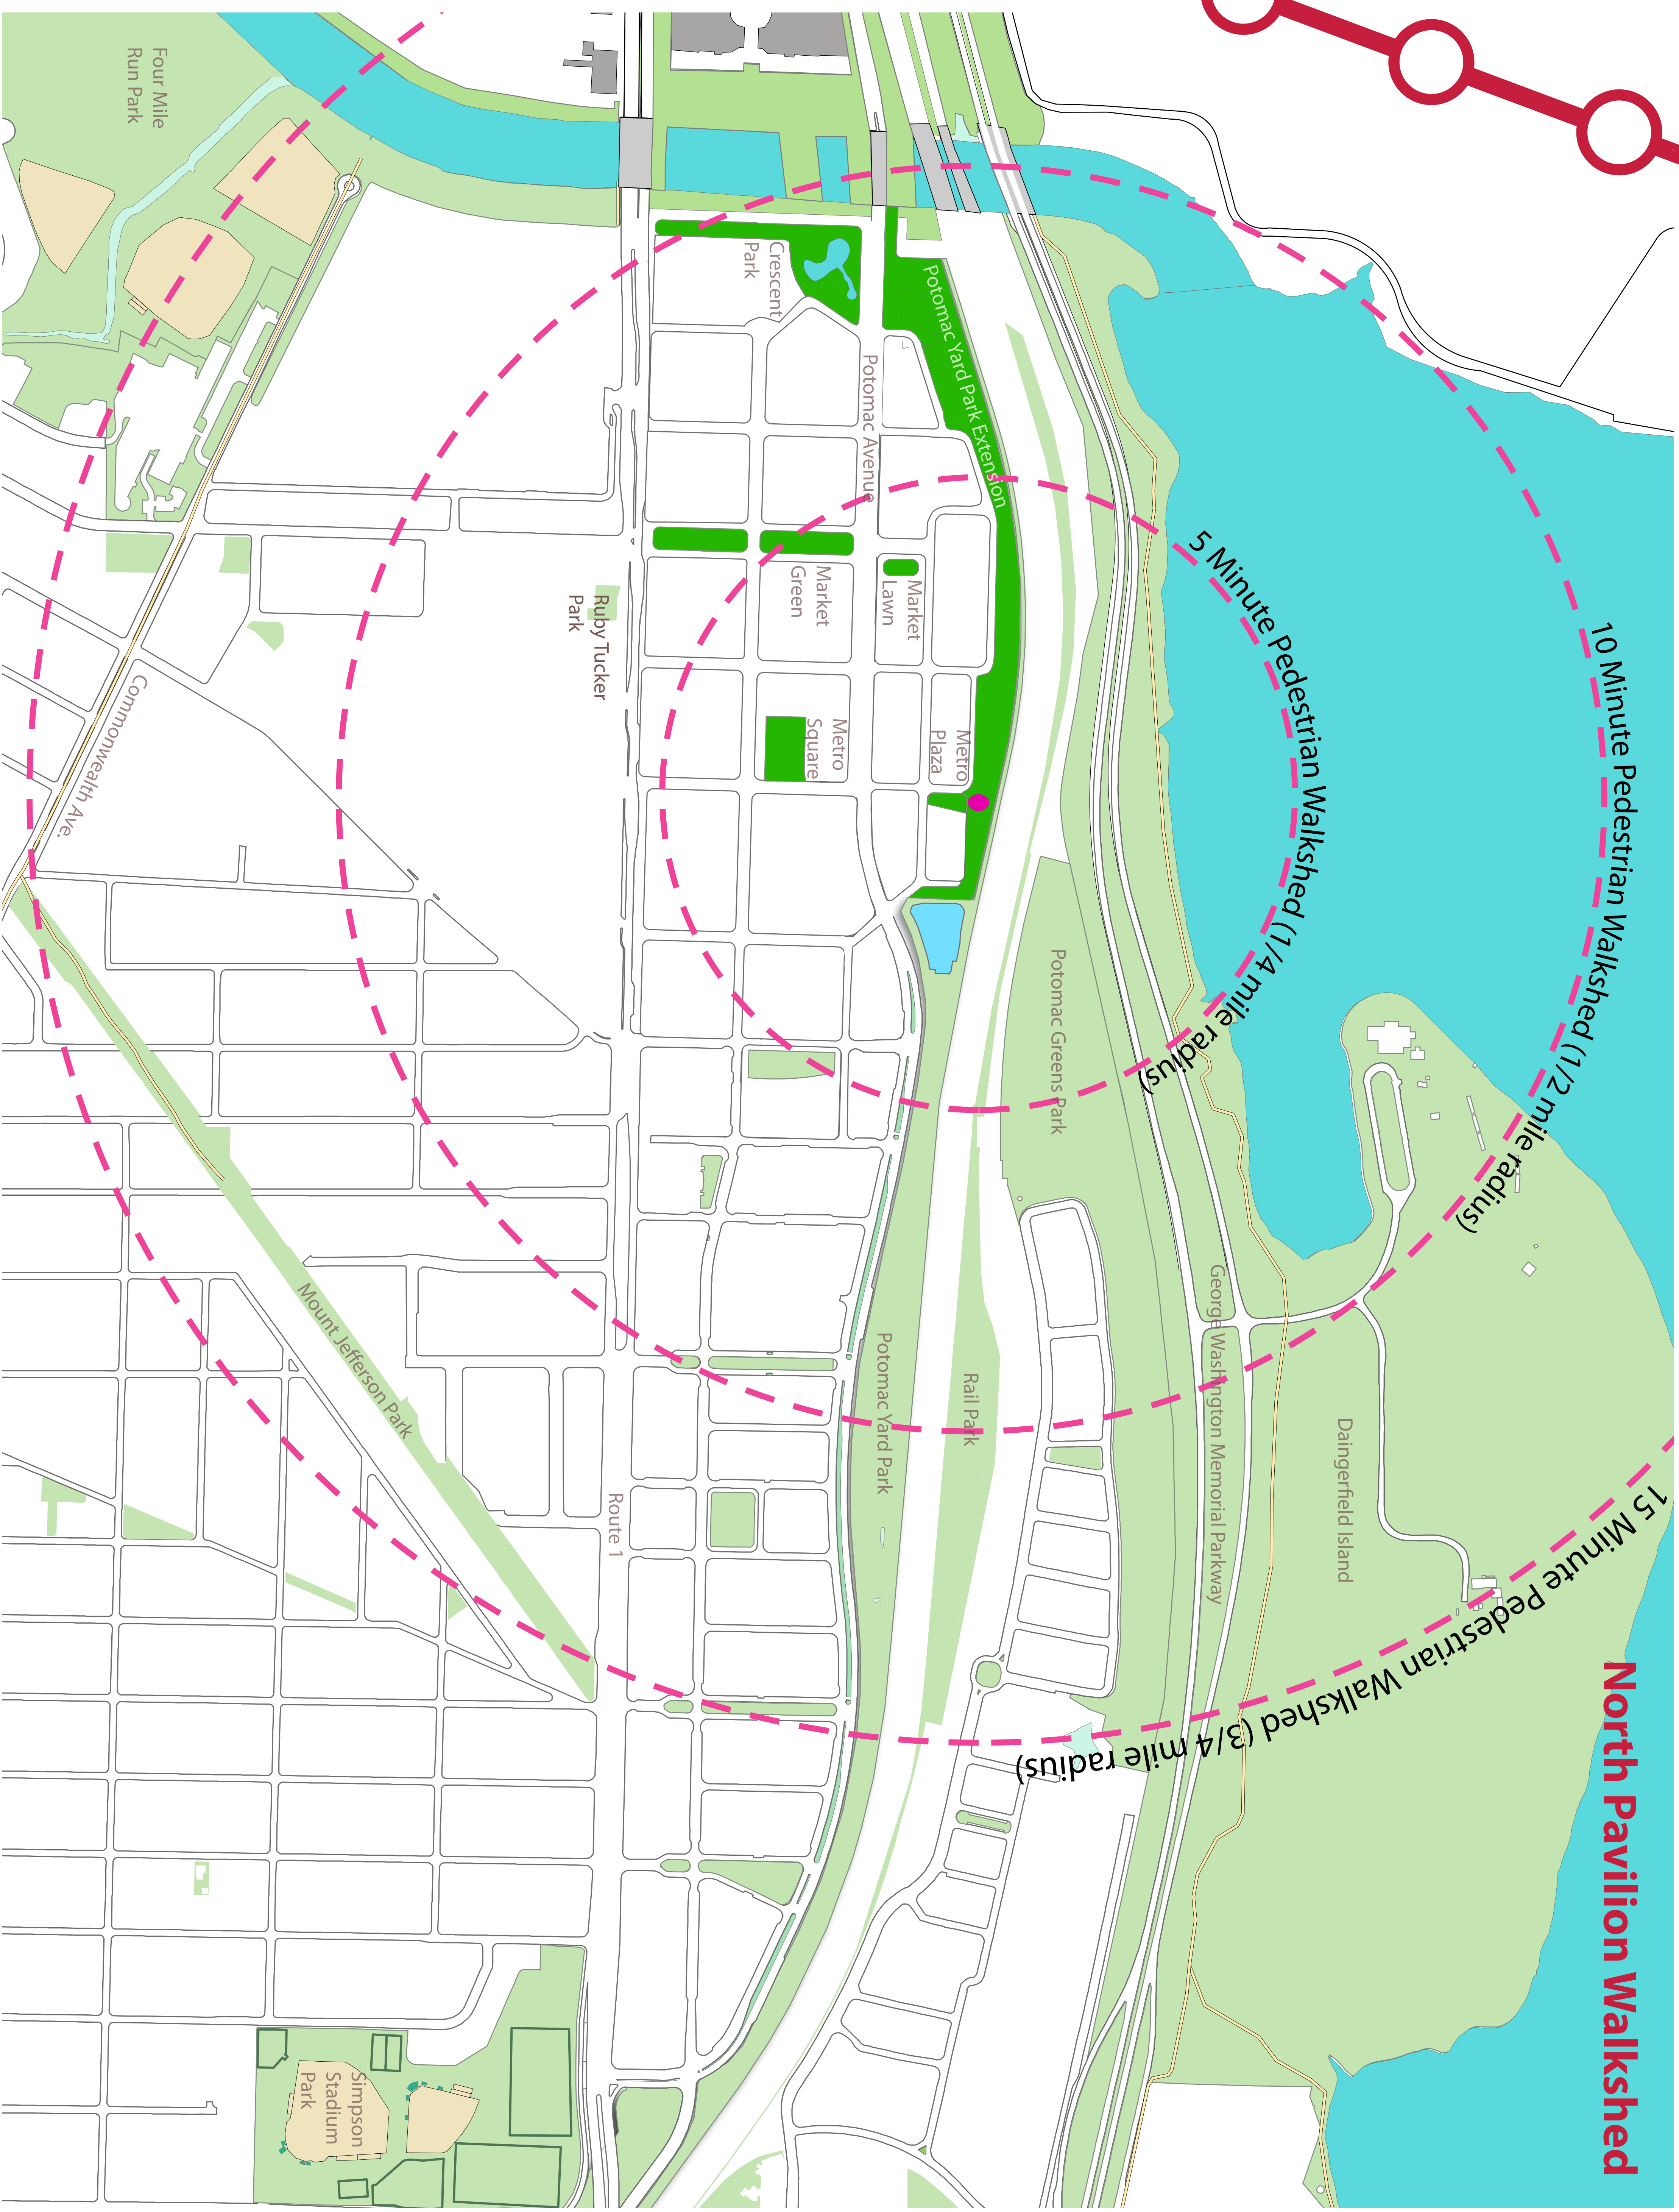 North Pavilion Walkshed
Four Mile
Run Park
Crescent
Park
Potomac Yard Park Extension
Potomac Avenue
5 Minute Pedestrian Walkshed (1/4 mile radius)
10 Minute Pedestrian Walkshed (1/2 mile radius)
15 Minute Pedestrian Walkshed (3/4 mile radius)
Market
Green
Market
Lawn
Ruby Tucker
Park
Metro
Square
Metro
Plaza
Commonwealth Ave.
Potomac Greens Park
Mount Jefferson Park
Route 1
Potomac Yard Park
Rail Park
George Washington Memorial Parkway
Daingerfield Island
Simpson
Stadium
Park